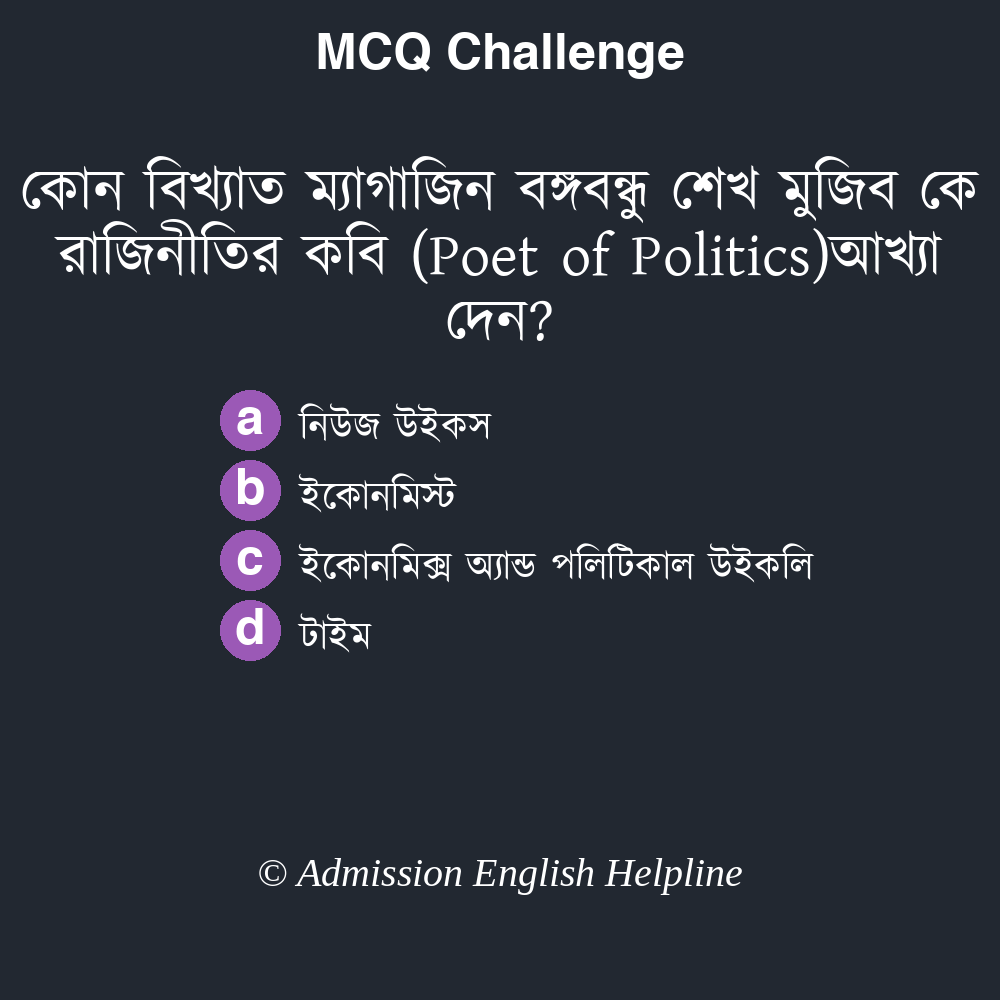 MCQ Challenge
কোন বিখ্যাত ম্যাগাজিন বঙ্গবন্ধু শেখ মুজিব কে
রাজিনীতির কবি (Poet of Politics)আখ্যা
দেন?
a নিউজ উইকস
b ইকোনমিস্ট
c ইকোনমিক্স অ্যান্ড পলিটিকাল উইকলি
d টাইম
© Admission English Helpline